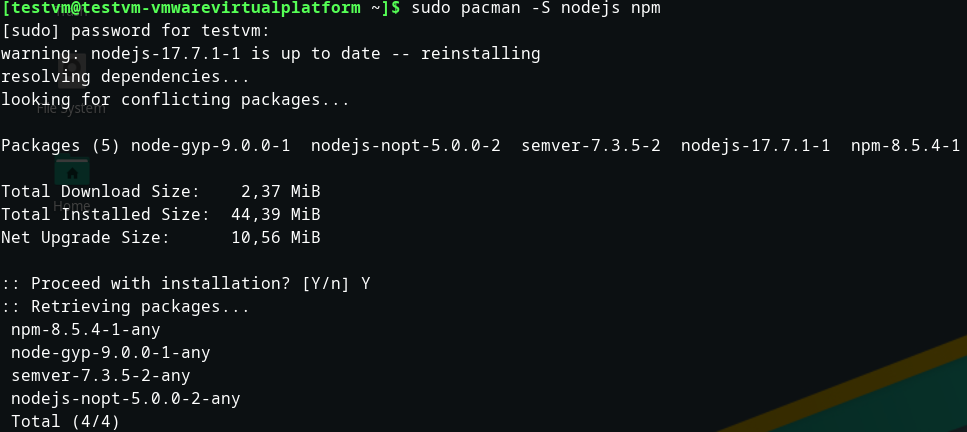 [testvm@testvm-vmwarevirtualplatform ~]$ sudo pacman -S nodejs npm
[sudo] password for testvm:
warning: nodejs-17.7.1-1 is up to date -- reinstalling
resolving dependencies...
looking for conflicting packages...
File System
Packages (5) node-gyp-9.0.0-1  nodejs-nopt-5.0.0-2  semver-7.3.5-2  nodejs-17.7.1-1  npm-8.5.4-1
Total Download Size:    2,37 MiB
Home
Total Installed Size:  44,39 MiB
Net Upgrade Size:      10,56 MiB
:: Proceed with installation? [Y/n] Y
:: Retrieving packages...
npm-8.5.4-1-any
node-gyp-9.0.0-1-any
semver-7.3.5-2-any
nodejs-nopt-5.0.0-2-any
Total (4/4)